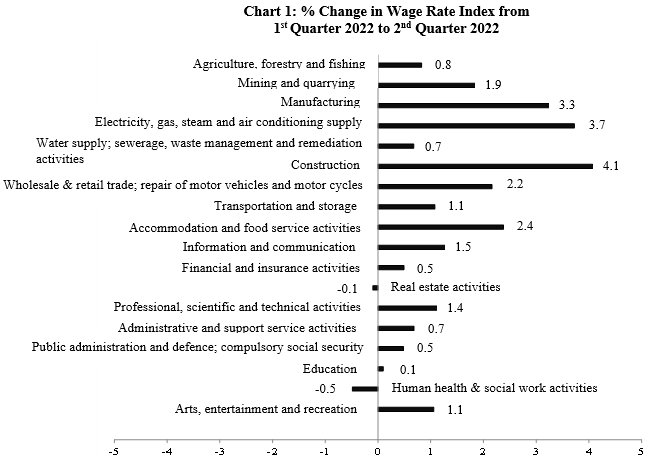 Chart 1: % Change in Wage Rate Index from
1st Quarter 2022 to 2nd Quarter 2022
Agriculture, forestry and fishing 0.8
Mining and quarrying 1.9
Manufacturing 3.3
Electricity, gas, steam and air conditioning supply 3.7
Water supply; sewerage, waste management and remediation
activities 0.7
Construction 4.1
Wholesale & retail trade; repair of motor vehicles and motor cycles 2.2
Transportation and storage 1.1
Accommodation and food service activities 2.4
Information and communication 1.5
Financial and insurance activities 0.5
-0.1 Real estate activities
Professional, scientific and technical activities 1.4
Administrative and support service activities 0.7
Public administration and defence; compulsory social security 0.5
Education 0.1
-0.5 Human health & social work activities
Arts, entertainment and recreation 1.1
-5 -4 -3 -2 -1 0 1 2 3 4 5